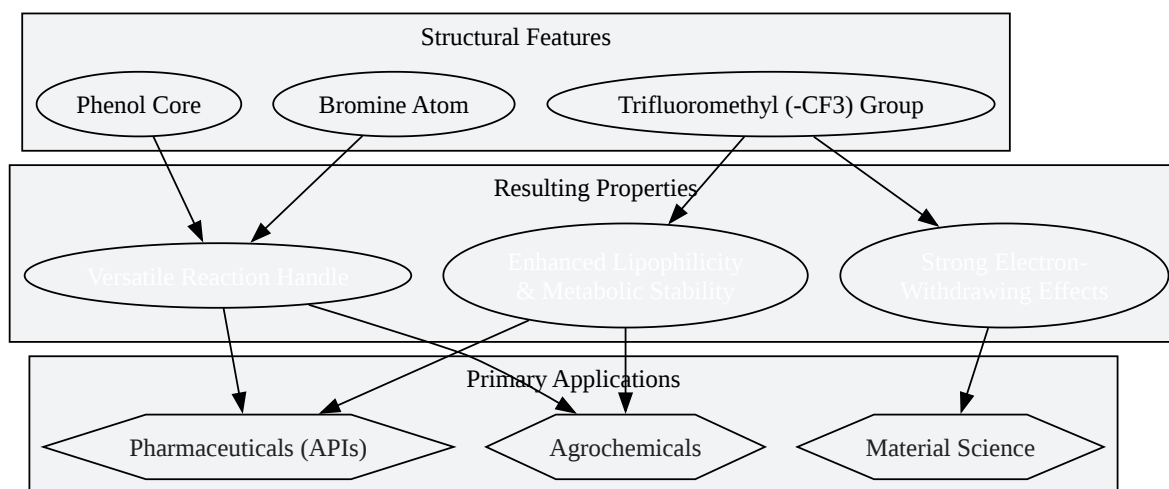 Structural Features
Phenol Core
Bromine Atom
Trifluoromethyl (-CF3) Group
Resulting Properties
Versatile Reaction Handle
Enhanced Lipophilicity
& Metabolic Stability
Strong Electron-
Withdrawing Effects
Primary Applications
Pharmaceuticals (APIs)
Agrochemicals
Material Science